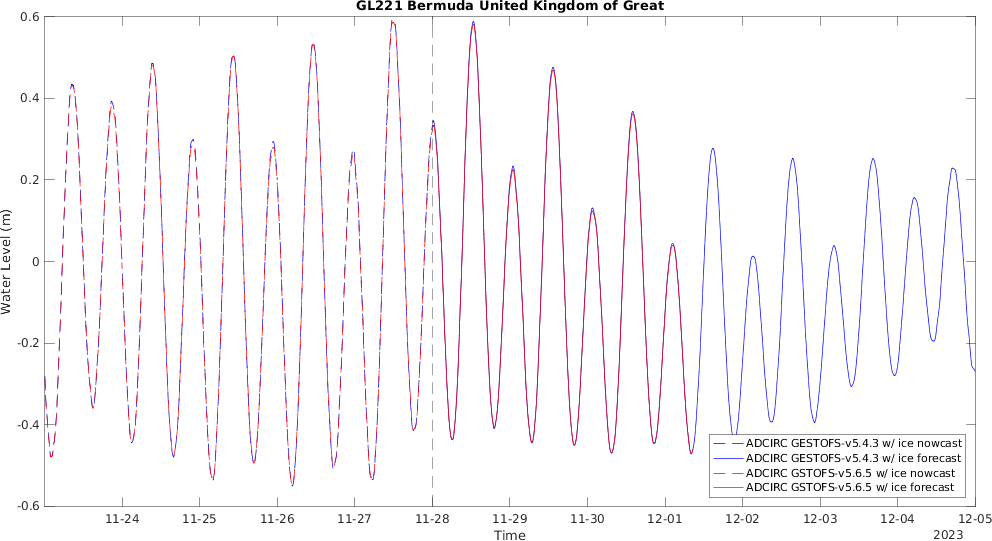 GL221 Bermuda United Kingdom of Great
0.6
0.4
0.2
0
-0.2
-0.4
-0.6
Water Level (m)
ADCIRC GESTOFS-v5.4.3 w/ ice nowcast
ADCIRC GESTOFS-v5.4.3 w/ ice forecast
ADCIRC GSTOFS-v5.6.5 w/ ice nowcast
ADCIRC GSTOFS-v5.6.5 w/ ice forecast
11-24 11-25 11-26 11-27 11-28 11-29 11-30 12-01 12-02 12-03 12-04 12-05
Time
2023